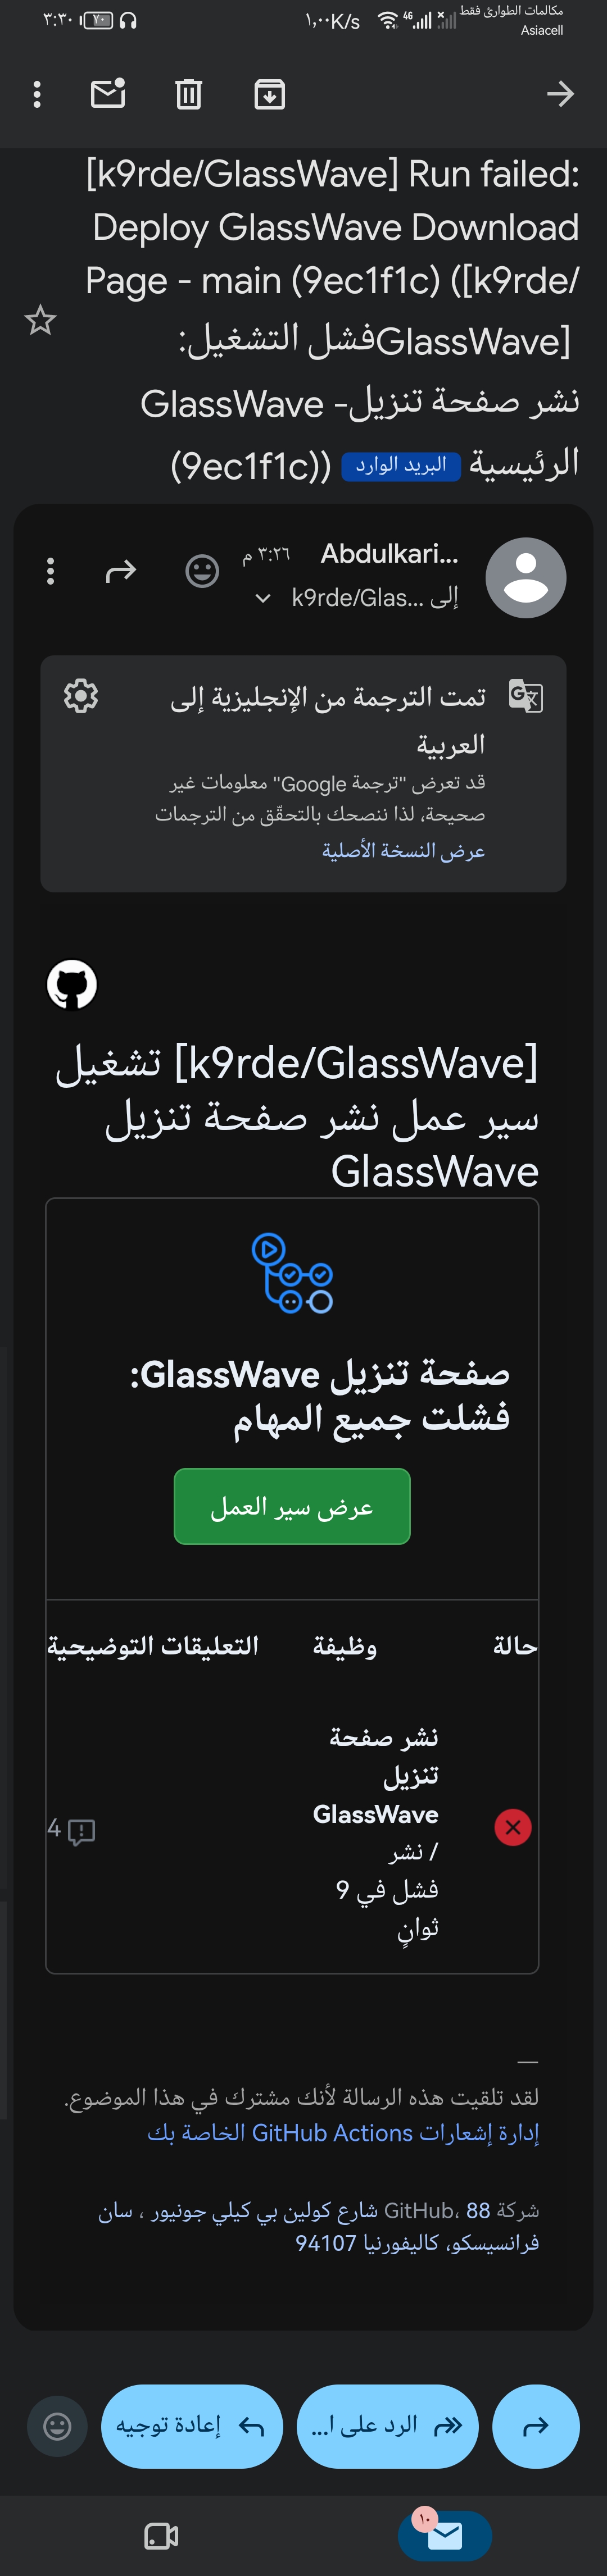 مكالمات الطوارئ فقط
Asiacell
4G
١,٠٠K/s
٧٠
٣:٣٠
[k9rde/GlassWave] Run failed:
Deploy GlassWave Download
Page - main (9ec1f1c) ([k9rde/
GlassWave] فشل التشغيل:
نشر صفحة تنزيل GlassWave -
الرئيسية (9ec1f1c))
البريد الوارد
Abdulkari...
٣:٢٦ م
إلى k9rde/Glas...
تمت الترجمة من الإنجليزية إلى
العربية
قد تعرض "ترجمة Google" معلومات غير
صحيحة، لذا ننصحك بالتحقّق من الترجمات
عرض النسخة الأصلية
[k9rde/GlassWave] تشغيل
سير عمل نشر صفحة تنزيل
GlassWave
صفحة تنزيل GlassWave:
فشلت جميع المهام
عرض سير العمل
حالة وظيفة التعليقات التوضيحية
نشر صفحة
تنزيل
GlassWave
/ نشر
فشل في 9
ثوانٍ
4
—
لقد تلقيت هذه الرسالة لأنك مشترك في هذا الموضوع.
إدارة إشعارات GitHub Actions الخاصة بك
شركة GitHub، 88 شارع كولين بي كيلي جونيور ، سان
فرانسيسكو، كاليفورنيا 94107
الرد على ا...
إعادة توجيه
١٠